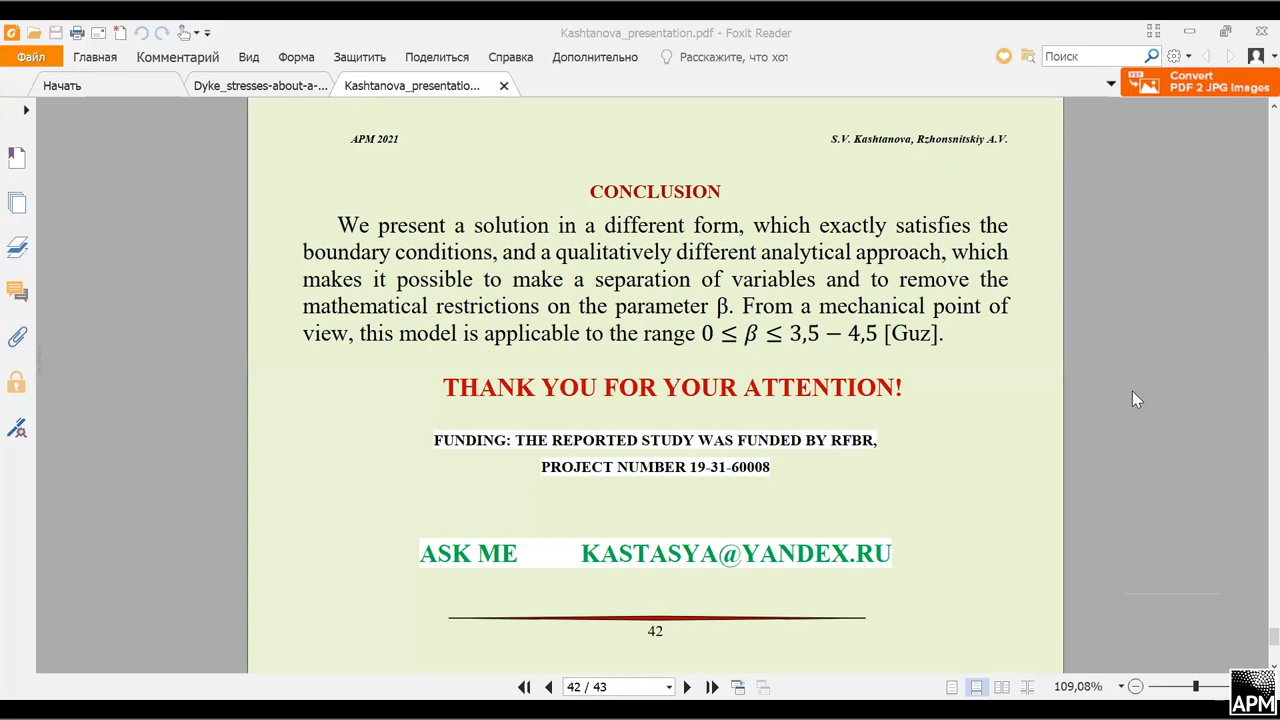 Kashtanova_presentation.pdf - Foxit Reader
Файл Главная Комментарий Вид Форма Защитить Поделиться Справка Дополнительно Расскажите, что хот Поиск
Начать Dyke_stresses-about-a-... Kashtanova_presentatio...
Convert
PDF 2 JPG Images
APM 2021 S.V. Kashtanova, Rzhonsnitskiy A.V.
CONCLUSION
We present a solution in a different form, which exactly satisfies the
boundary conditions, and a qualitatively different analytical approach, which
makes it possible to make a separation of variables and to remove the
mathematical restrictions on the parameter β. From a mechanical point of
view, this model is applicable to the range 0 ≤ β ≤ 3,5 − 4,5 [Guz].
THANK YOU FOR YOUR ATTENTION!
FUNDING: THE REPORTED STUDY WAS FUNDED BY RFBR,
PROJECT NUMBER 19-31-60008
ASK ME KASTASYA@YANDEX.RU
42
42 / 43 109,08%
APM